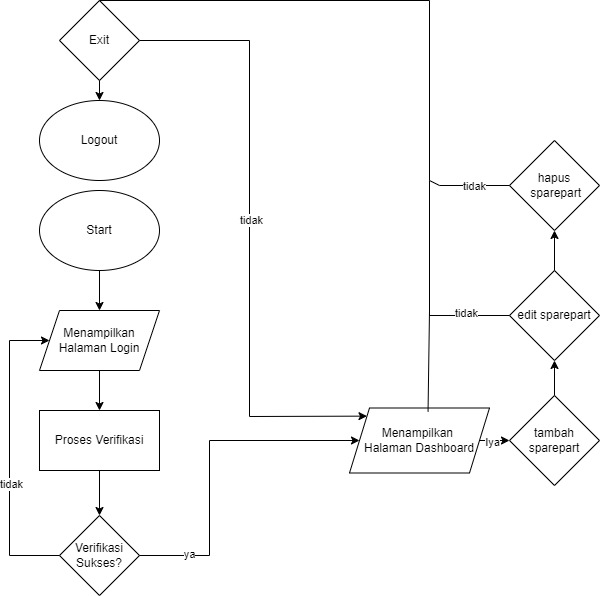 Exit
Logout
tidak
Start
Menampilkan
Halaman Login
Proses Verifikasi
tidak
Verifikasi
Sukses?
ya
Menampilkan
Halaman Dashboard
Iya
tambah
sparepart
edit sparepart
tidak
hapus
sparepart
tidak